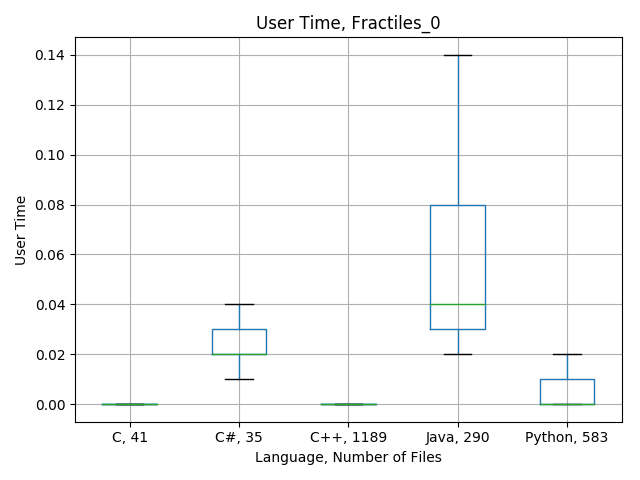 User Time, Fractiles_0
User Time
0.14
0.12
0.10
0.08
0.06
0.04
0.02
0.00
C, 41
C#, 35
C++, 1189
Java, 290
Python, 583
Language, Number of Files